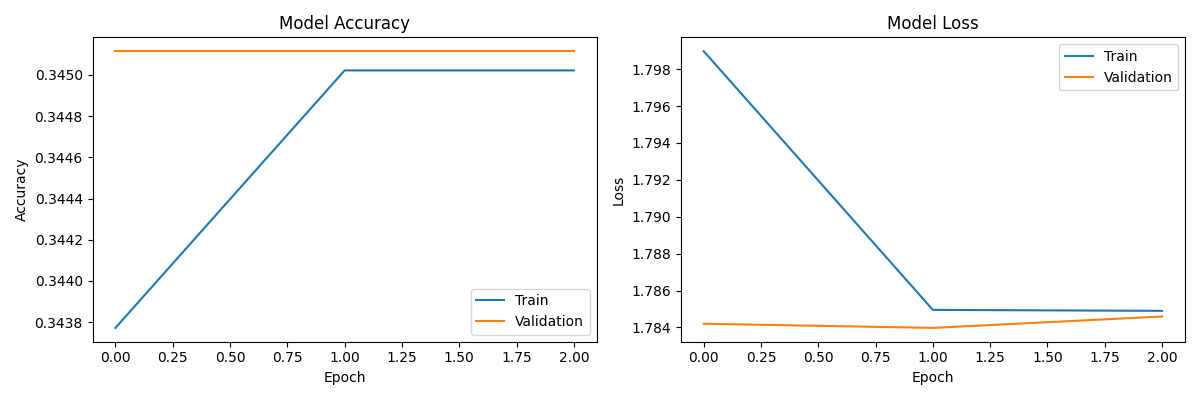 Model Accuracy
Accuracy
0.3450
0.3448
0.3446
0.3444
0.3442
0.3440
0.3438
Train
Validation
0.00 0.25 0.50 0.75 1.00 1.25 1.50 1.75 2.00
Epoch
Model Loss
Loss
1.798
1.796
1.794
1.792
1.790
1.788
1.786
1.784
Train
Validation
0.00 0.25 0.50 0.75 1.00 1.25 1.50 1.75 2.00
Epoch